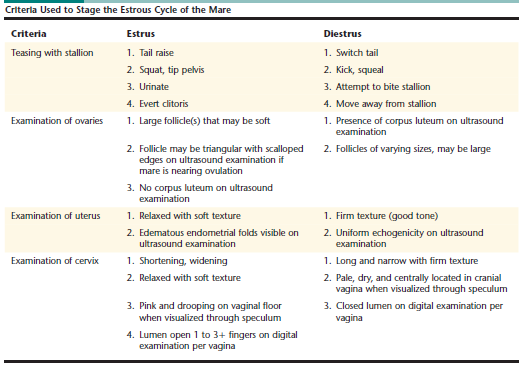 Criteria Used to Stage the Estrous Cycle of the Mare
Criteria Estrus Diestrus
Teasing with stallion 1. Tail raise 1. Switch tail
2. Squat, tip pelvis 2. Kick, squeal
3. Urinate 3. Attempt to bite stallion
4. Evert clitoris 4. Move away from stallion
Examination of ovaries 1. Large follicle(s) that may be soft 1. Presence of corpus luteum on ultrasound
examination
2. Follicle may be triangular with scalloped 2. Follicles of varying sizes, may be large
edges on ultrasound examination if
mare is nearing ovulation
3. No corpus luteum on ultrasound
examination
Examination of uterus 1. Relaxed with soft texture 1. Firm texture (good tone)
2. Edematous endometrial folds visible on 2. Uniform echogenicity on ultrasound
ultrasound examination examination
Examination of cervix 1. Shortening, widening 1. Long and narrow with firm texture
2. Relaxed with soft texture 2. Pale, dry, and centrally located in cranial
vagina when visualized through speculum
3. Pink and drooping on vaginal floor 3. Closed lumen on digital examination per
when visualized through speculum vagina
4. Lumen open 1 to 3+ fingers on digital
examination per vagina